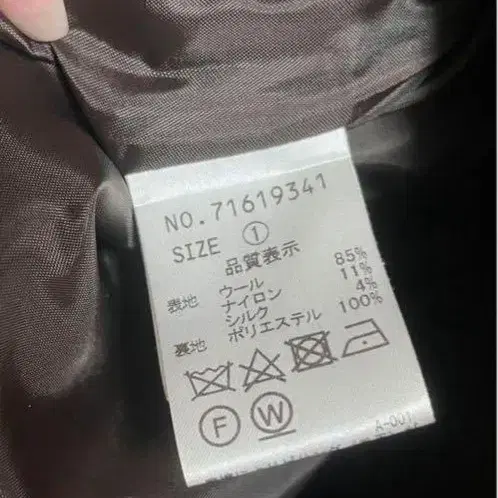 NO.71619341
SIZE ①
品質表示
表地 ウール 85%
ナイロン 11%
シルク 4%
裏地 ポリエステル 100%
F W
A-001